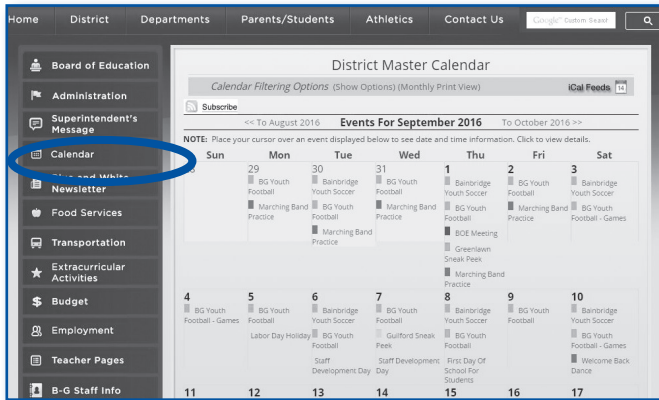 Home District Departments Parents/Students Athletics Contact Us Google™ Custom Search
Board of Education
Administration
Superintendent's
Message
Calendar
Newsletter
Food Services
Transportation
Extracurricular
Activities
Budget
Employment
Teacher Pages
B-G Staff Info
District Master Calendar
Calendar Filtering Options (Show Options) (Monthly Print View) iCal Feeds 14
Subscribe
<< To August 2016 Events For September 2016 To October 2016 >>
NOTE: Place your cursor over an event displayed below to see date and time information. Click to view details.
Sun Mon Tue Wed Thu Fri Sat
29 30 31 1 2 3
BG Youth Bainbridge BG Youth Bainbridge BG Youth Bainbridge
Football Youth Soccer Football Youth Soccer Football Youth Soccer
Marching Band BG Youth Marching Band BG Youth Marching Band BG Youth
Practice Football Practice Football Practice Football - Games
Marching Band BOE Meeting
Practice Greenlawn
Sneak Peek
Marching Band
Practice
4 5 6 7 8 9 10
BG Youth BG Youth Bainbridge BG Youth Bainbridge BG Youth Bainbridge
Football - Games Football Youth Soccer Football Youth Soccer Football Youth Soccer
Labor Day Holiday BG Youth Guilford Sneak BG Youth BG Youth
Football Peek Football Football - Games
Staff Staff Development First Day Of Welcome Back
Development Day Day School For Dance
Students
11 12 13 14 15 16 17